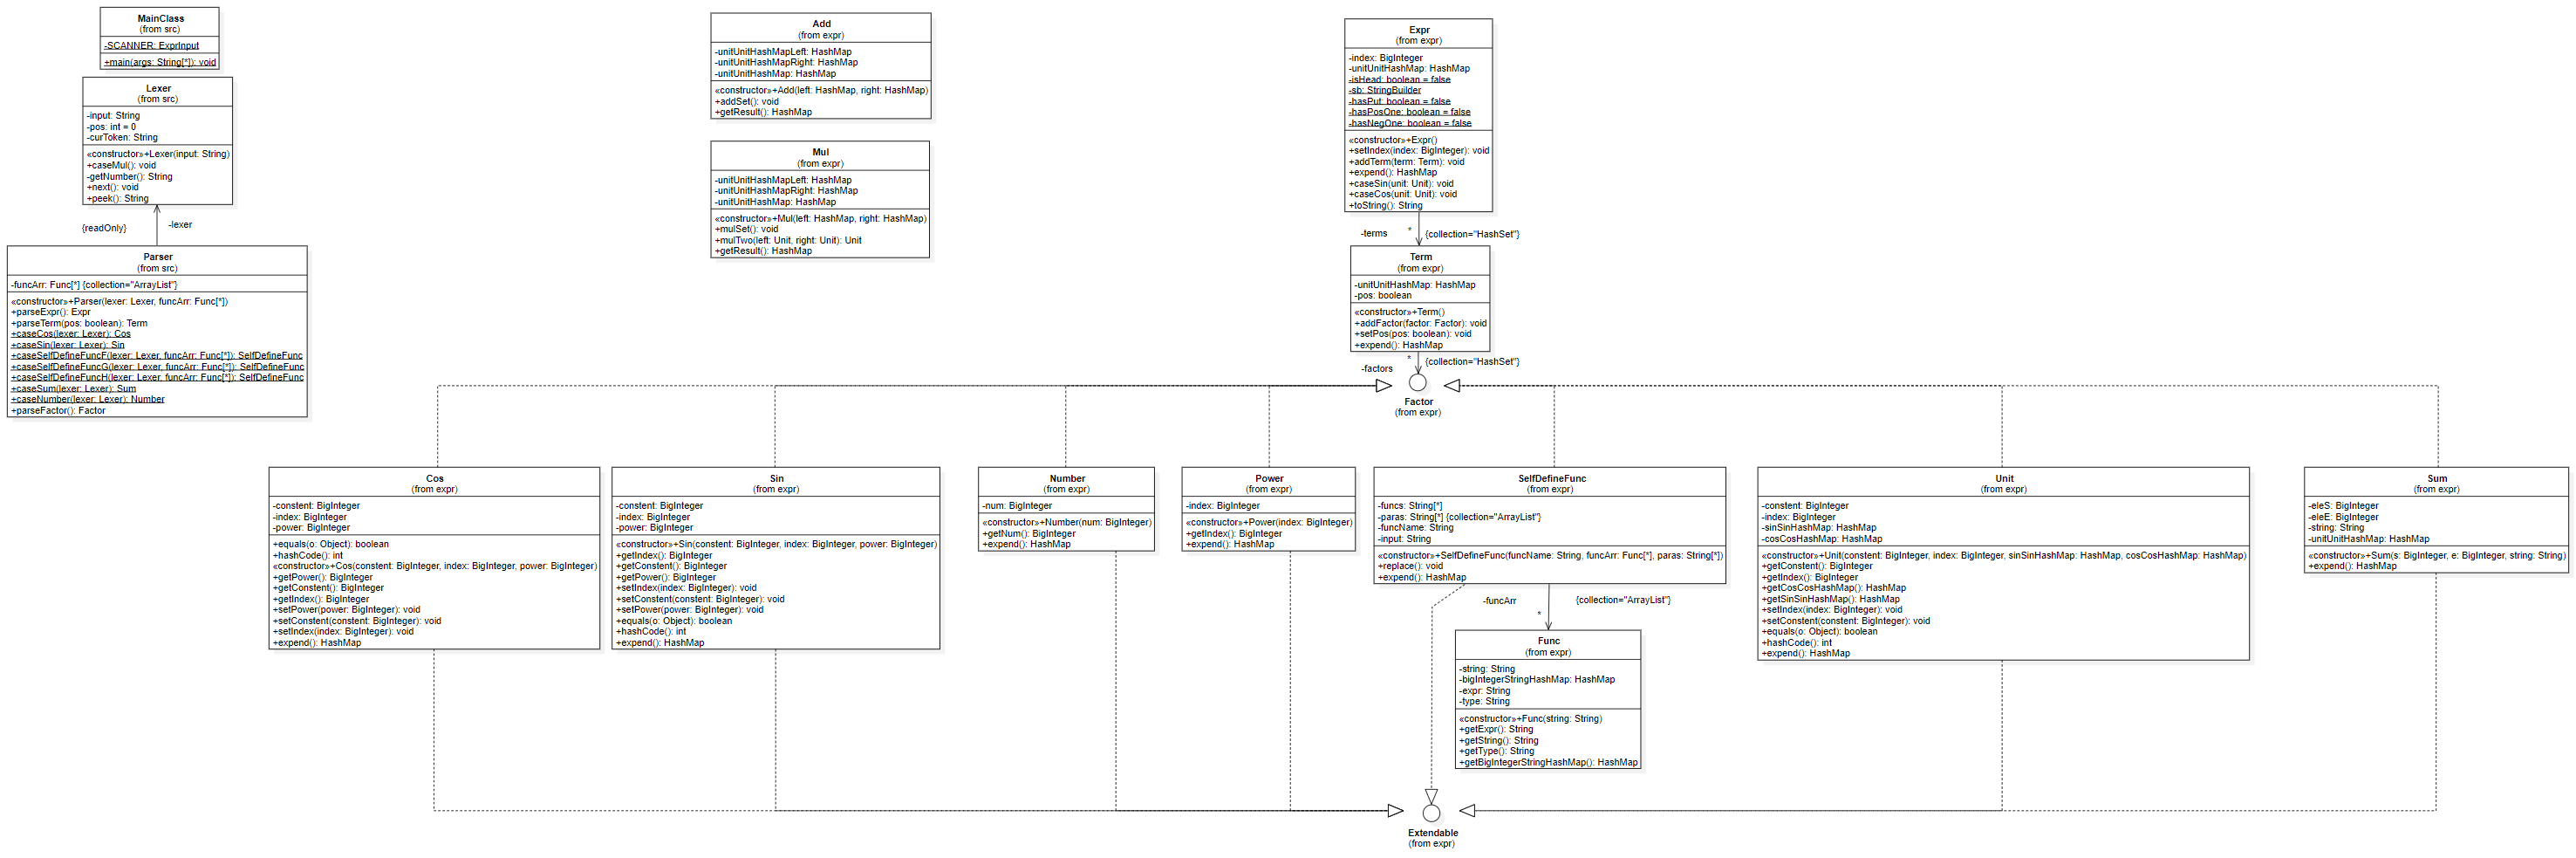 MainClass
(from src)
-SCANNER: ExprInput
+main(args: String[*]): void
Lexer
(from src)
-input: String
-pos: int = 0
-curToken: String
«constructor»+Lexer(input: String)
+caseMul(): void
-getNumber(): String
+next(): void
+peek(): String
{readOnly}
-lexer
Parser
(from src)
-funcArr: Func[*] {collection="ArrayList"}
«constructor»+Parser(lexer: Lexer, funcArr: Func[*])
+parseExpr(): Expr
+parseTerm(pos: boolean): Term
+caseCos(lexer: Lexer): Cos
+caseSin(lexer: Lexer): Sin
+caseSelfDefineFuncF(lexer: Lexer, funcArr: Func[*]): SelfDefineFunc
+caseSelfDefineFuncG(lexer: Lexer, funcArr: Func[*]): SelfDefineFunc
+caseSelfDefineFuncH(lexer: Lexer, funcArr: Func[*]): SelfDefineFunc
+caseSum(lexer: Lexer): Sum
+caseNumber(lexer: Lexer): Number
+parseFactor(): Factor
Add
(from expr)
-unitUnitHashMapLeft: HashMap
-unitUnitHashMapRight: HashMap
-unitUnitHashMap: HashMap
«constructor»+Add(left: HashMap, right: HashMap)
+addSet(): void
+getResult(): HashMap
Mul
(from expr)
-unitUnitHashMapLeft: HashMap
-unitUnitHashMapRight: HashMap
-unitUnitHashMap: HashMap
«constructor»+Mul(left: HashMap, right: HashMap)
+mulSet(): void
+mulTwo(left: Unit, right: Unit): Unit
+getResult(): HashMap
Expr
(from expr)
-index: BigInteger
-unitUnitHashMap: HashMap
-isHead: boolean = false
-sb: StringBuilder
-hasPut: boolean = false
-hasPosOne: boolean = false
-hasNegOne: boolean = false
«constructor»+Expr()
+setIndex(index: BigInteger): void
+addTerm(term: Term): void
+expend(): HashMap
+caseSin(unit: Unit): void
+caseCos(unit: Unit): void
+toString(): String
-terms
*
{collection="HashSet"}
Term
(from expr)
-unitUnitHashMap: HashMap
-pos: boolean
«constructor»+Term()
+addFactor(factor: Factor): void
+setPos(pos: boolean): void
+expend(): HashMap
*
{collection="HashSet"}
-factors
Factor
(from expr)
Cos
(from expr)
-constent: BigInteger
-index: BigInteger
-power: BigInteger
+equals(o: Object): boolean
+hashCode(): int
«constructor»+Cos(constent: BigInteger, index: BigInteger, power: BigInteger)
+getPower(): BigInteger
+getConstent(): BigInteger
+getIndex(): BigInteger
+setPower(power: BigInteger): void
+setConstent(constent: BigInteger): void
+setIndex(index: BigInteger): void
+expend(): HashMap
Sin
(from expr)
-constent: BigInteger
-index: BigInteger
-power: BigInteger
«constructor»+Sin(constent: BigInteger, index: BigInteger, power: BigInteger)
+getIndex(): BigInteger
+getConstent(): BigInteger
+getPower(): BigInteger
+setIndex(index: BigInteger): void
+setConstent(constent: BigInteger): void
+setPower(power: BigInteger): void
+equals(o: Object): boolean
+hashCode(): int
+expend(): HashMap
Number
(from expr)
-num: BigInteger
«constructor»+Number(num: BigInteger)
+getNum(): BigInteger
+expend(): HashMap
Power
(from expr)
-index: BigInteger
«constructor»+Power(index: BigInteger)
+getIndex(): BigInteger
+expend(): HashMap
SelfDefineFunc
(from expr)
-funcs: String[*]
-paras: String[*] {collection="ArrayList"}
-funcName: String
-input: String
«constructor»+SelfDefineFunc(funcName: String, funcArr: Func[*], paras: String[*])
+replace(): void
+expend(): HashMap
-funcArr
*
{collection="ArrayList"}
Func
(from expr)
-string: String
-bigIntegerStringHashMap: HashMap
-expr: String
-type: String
«constructor»+Func(string: String)
+getExpr(): String
+getString(): String
+getType(): String
+getBigIntegerStringHashMap(): HashMap
Unit
(from expr)
-constent: BigInteger
-index: BigInteger
-sinSinHashMap: HashMap
-cosCosHashMap: HashMap
«constructor»+Unit(constent: BigInteger, index: BigInteger, sinSinHashMap: HashMap, cosCosHashMap: HashMap)
+getConstent(): BigInteger
+getIndex(): BigInteger
+getCosCosHashMap(): HashMap
+getSinSinHashMap(): HashMap
+setIndex(index: BigInteger): void
+setConstent(constent: BigInteger): void
+equals(o: Object): boolean
+hashCode(): int
+expend(): HashMap
Sum
(from expr)
-eleS: BigInteger
-eleE: BigInteger
-string: String
-unitUnitHashMap: HashMap
«constructor»+Sum(s: BigInteger, e: BigInteger, string: String)
+expend(): HashMap
Extendable
(from expr)